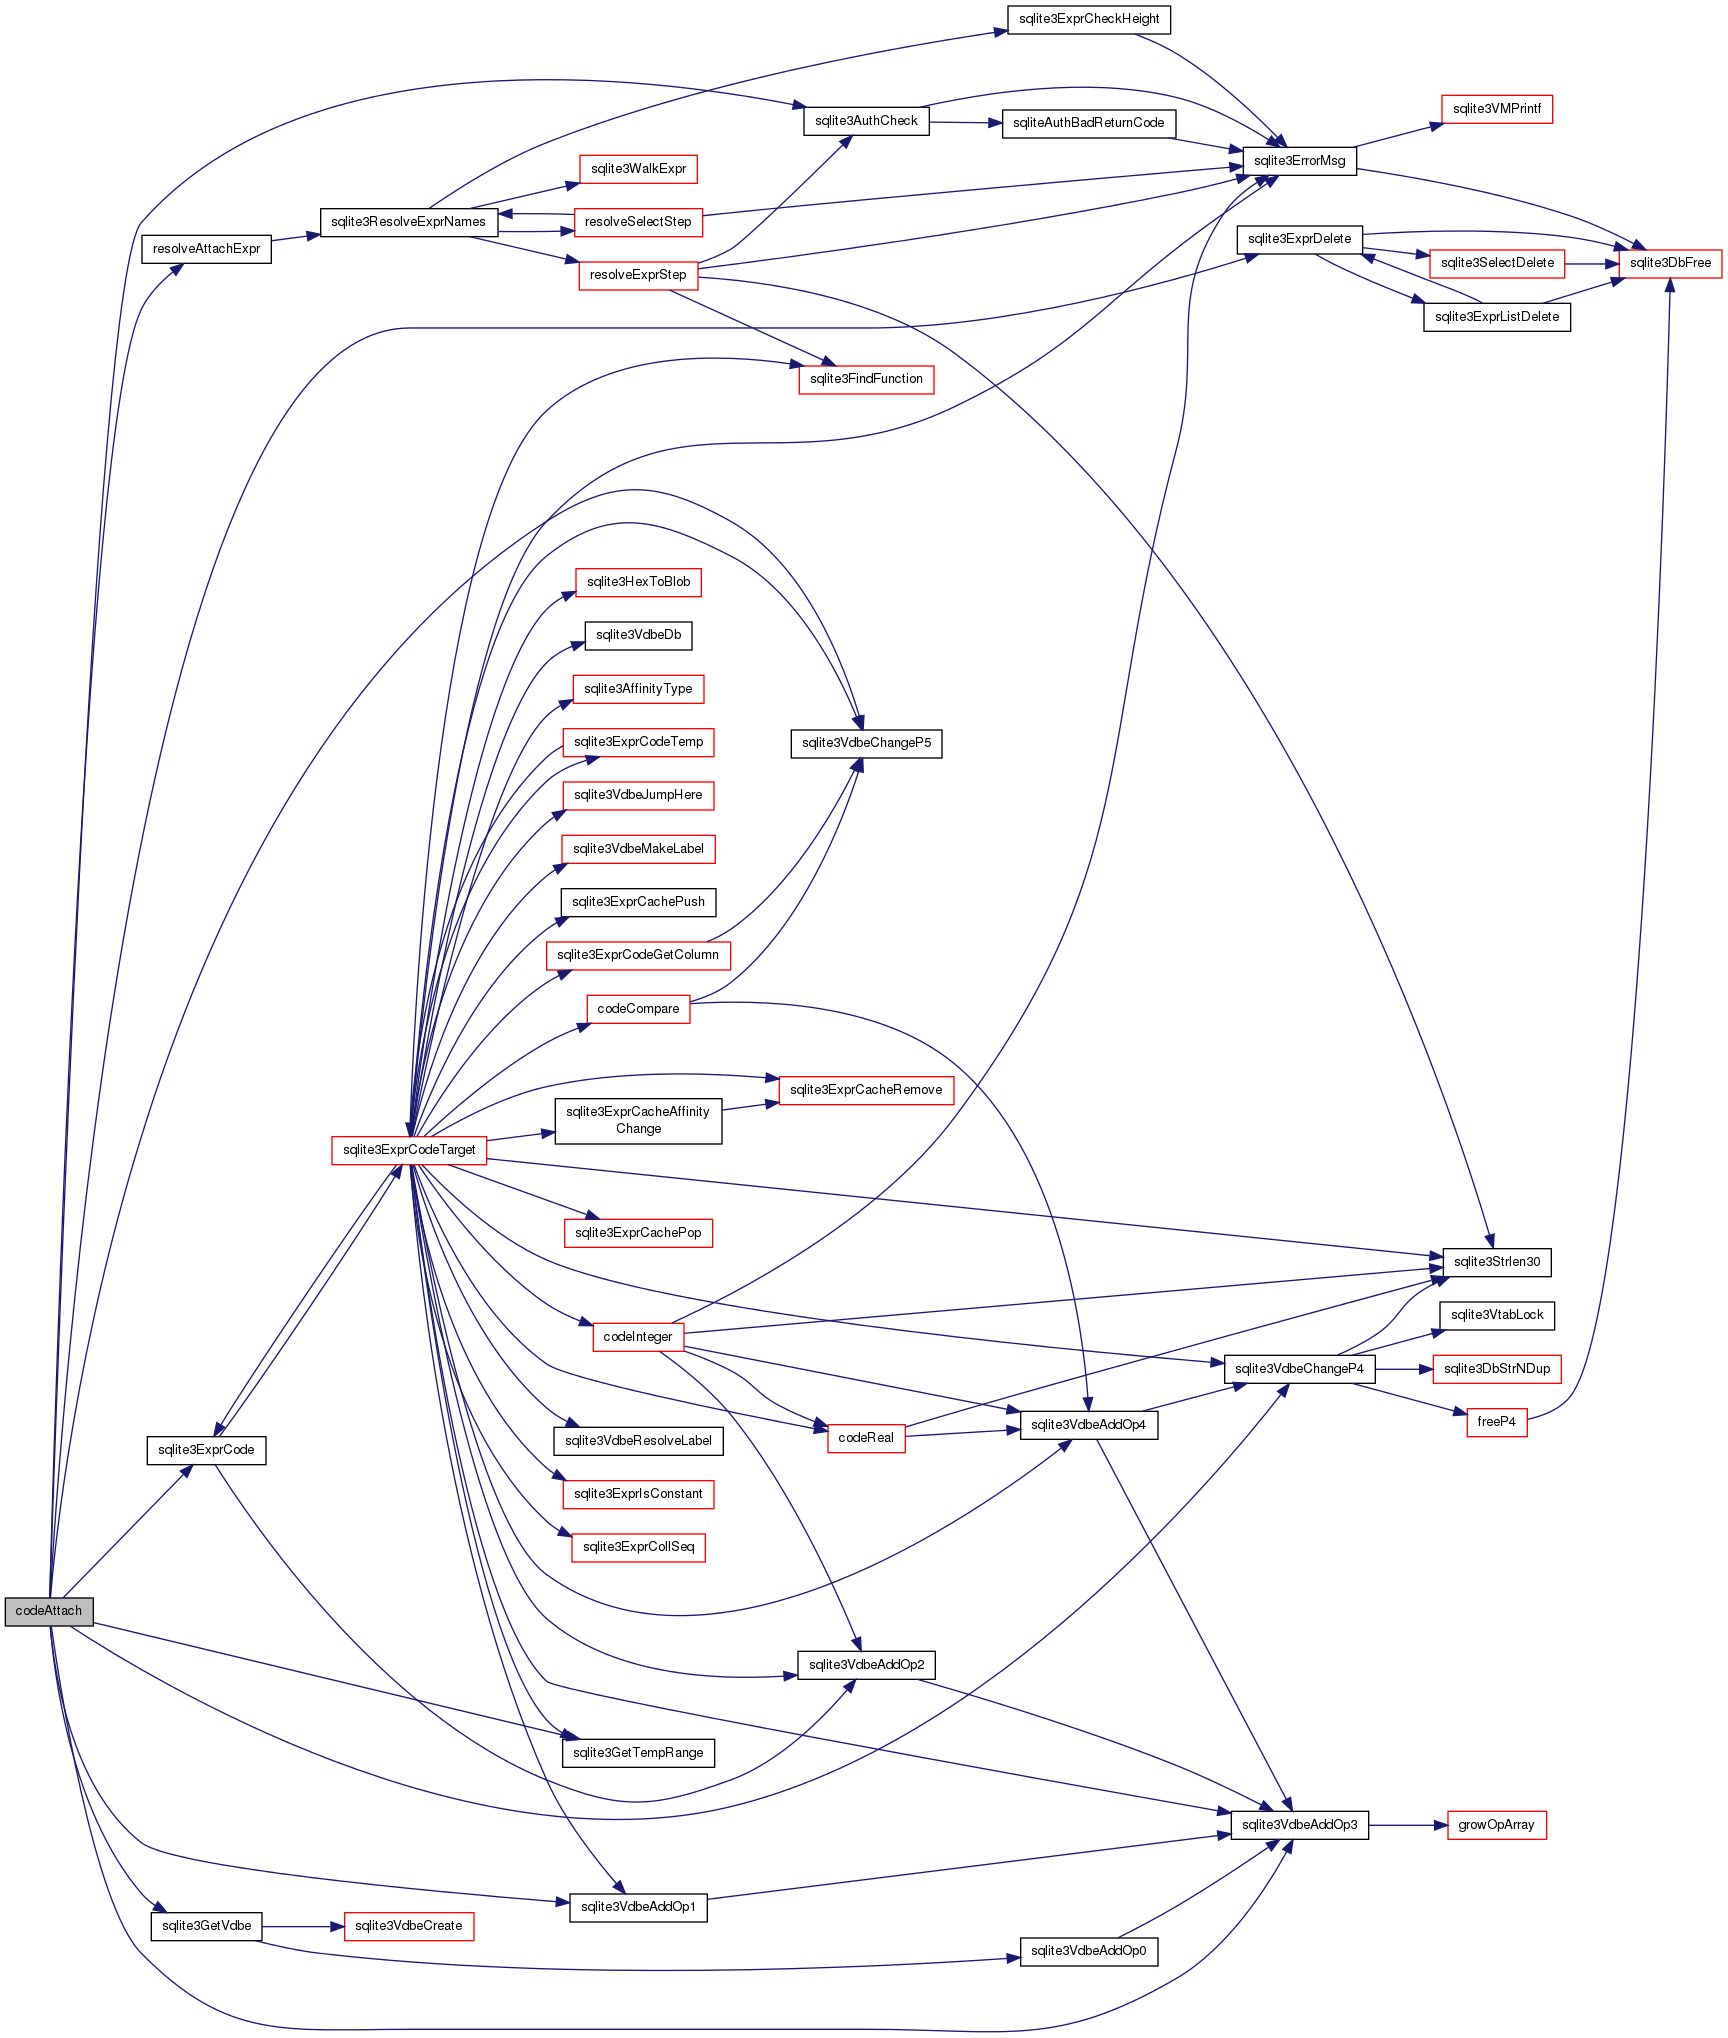 sqlite3ExprCheckHeight
sqlite3VMPrintf
sqlite3AuthCheck
sqliteAuthBadReturnCode
sqlite3ErrorMsg
sqlite3WalkExpr
sqlite3ResolveExprNames
resolveSelectStep
resolveAttachExpr
sqlite3ExprDelete
sqlite3SelectDelete
sqlite3DbFree
resolveExprStep
sqlite3ExprListDelete
sqlite3FindFunction
sqlite3HexToBlob
sqlite3VdbeDb
sqlite3AffinityType
sqlite3ExprCodeTemp
sqlite3VdbeChangeP5
sqlite3VdbeJumpHere
sqlite3VdbeMakeLabel
sqlite3ExprCachePush
sqlite3ExprCodeGetColumn
codeCompare
sqlite3ExprCacheRemove
sqlite3ExprCacheAffinity
Change
sqlite3ExprCodeTarget
sqlite3ExprCachePop
sqlite3Strlen30
sqlite3VtabLock
codeInteger
sqlite3VdbeChangeP4
sqlite3DbStrNDup
freeP4
sqlite3VdbeAddOp4
codeReal
sqlite3VdbeResolveLabel
sqlite3ExprCode
sqlite3ExprIsConstant
sqlite3ExprCollSeq
codeAttach
sqlite3VdbeAddOp2
sqlite3GetTempRange
sqlite3VdbeAddOp3
growOpArray
sqlite3VdbeAddOp1
sqlite3GetVdbe
sqlite3VdbeCreate
sqlite3VdbeAddOp0